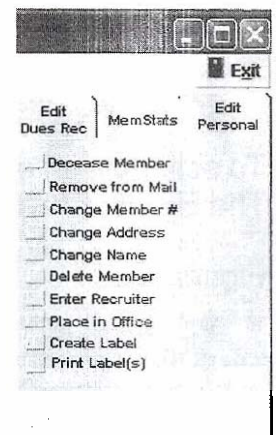 Exit
Edit
Dues Rec
MemStats
Edit
Personal
Decease Member
Remove from Mail
Change Member #
Change Address
Change Name
Delete Member
Enter Recruiter
Place in Office
Create Label
Print Label(s)